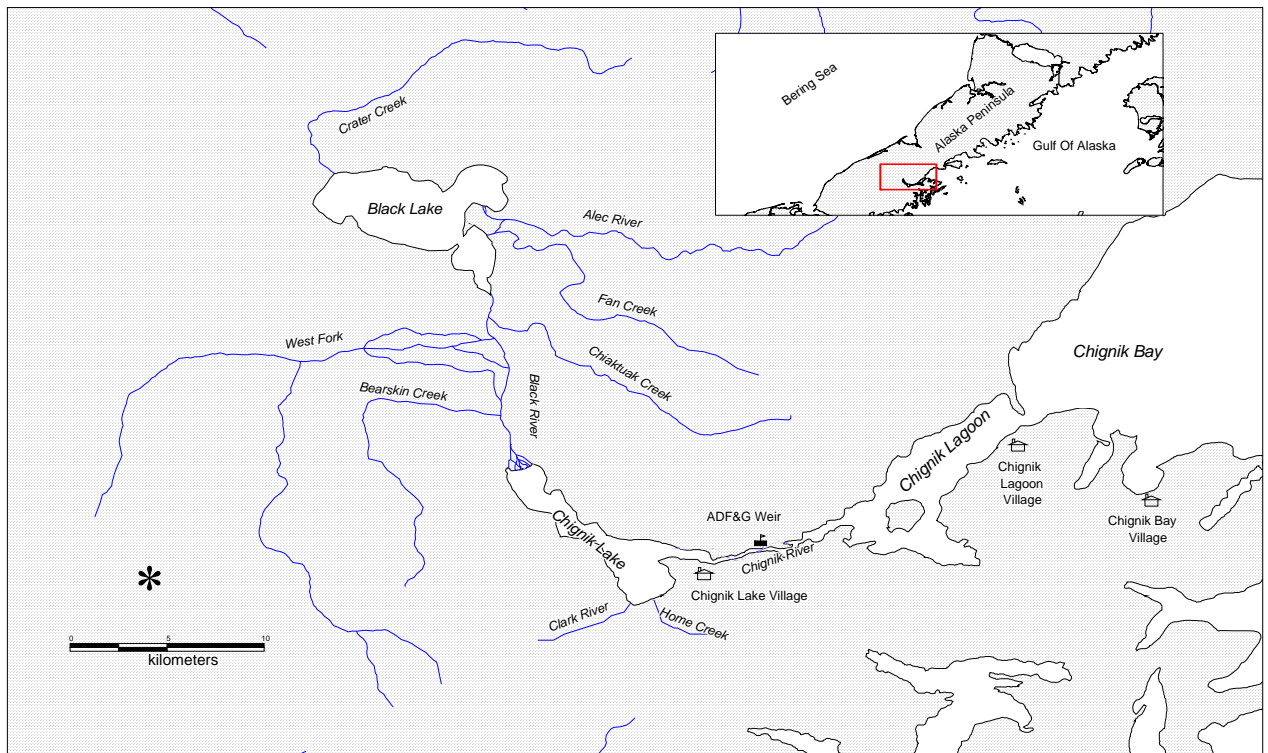 Bering Sea
Alaska Peninsula
Gulf Of Alaska
Crater Creek
Black Lake
Alec River
Fan Creek
West Fork
Chiaktuak Creek
Black River
Bearskin Creek
Chignik Bay
Chignik Lagoon
Chignik
Lagoon
Village
Chignik Bay
Village
ADF&G Weir
Chignik Lake
Chignik River
Chignik Lake Village
Clark River
Home Creek
*
0 5 10
kilometers